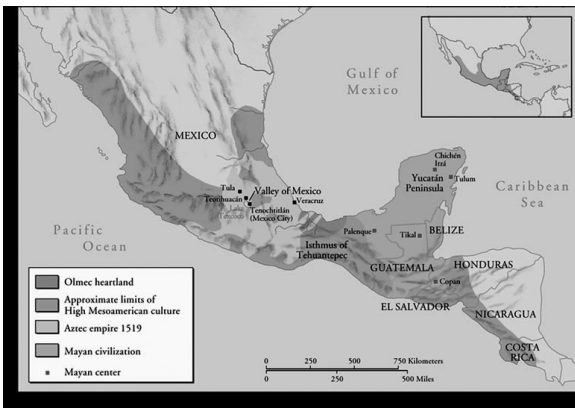 Gulf of
Mexico
MEXICO
Chichén
Itzá
Yucatán
Peninsula
Tulum
Caribbean
Sea
Tula
Teotihuacán
Valley of Mexico
Lake
Texcoco
Tenochtitlán
(Mexico City)
Veracruz
Pacific
Ocean
Palenque
Tikal
BELIZE
Isthmus of
Tehuantepec
GUATEMALA
HONDURAS
Copan
EL SALVADOR
NICARAGUA
COSTA
RICA
Olmec heartland
Approximate limits of
High Mesoamerican culture
Aztec empire 1519
Mayan civilization
Mayan center
0 250 500 750 Kilometers
0 250 500 Miles